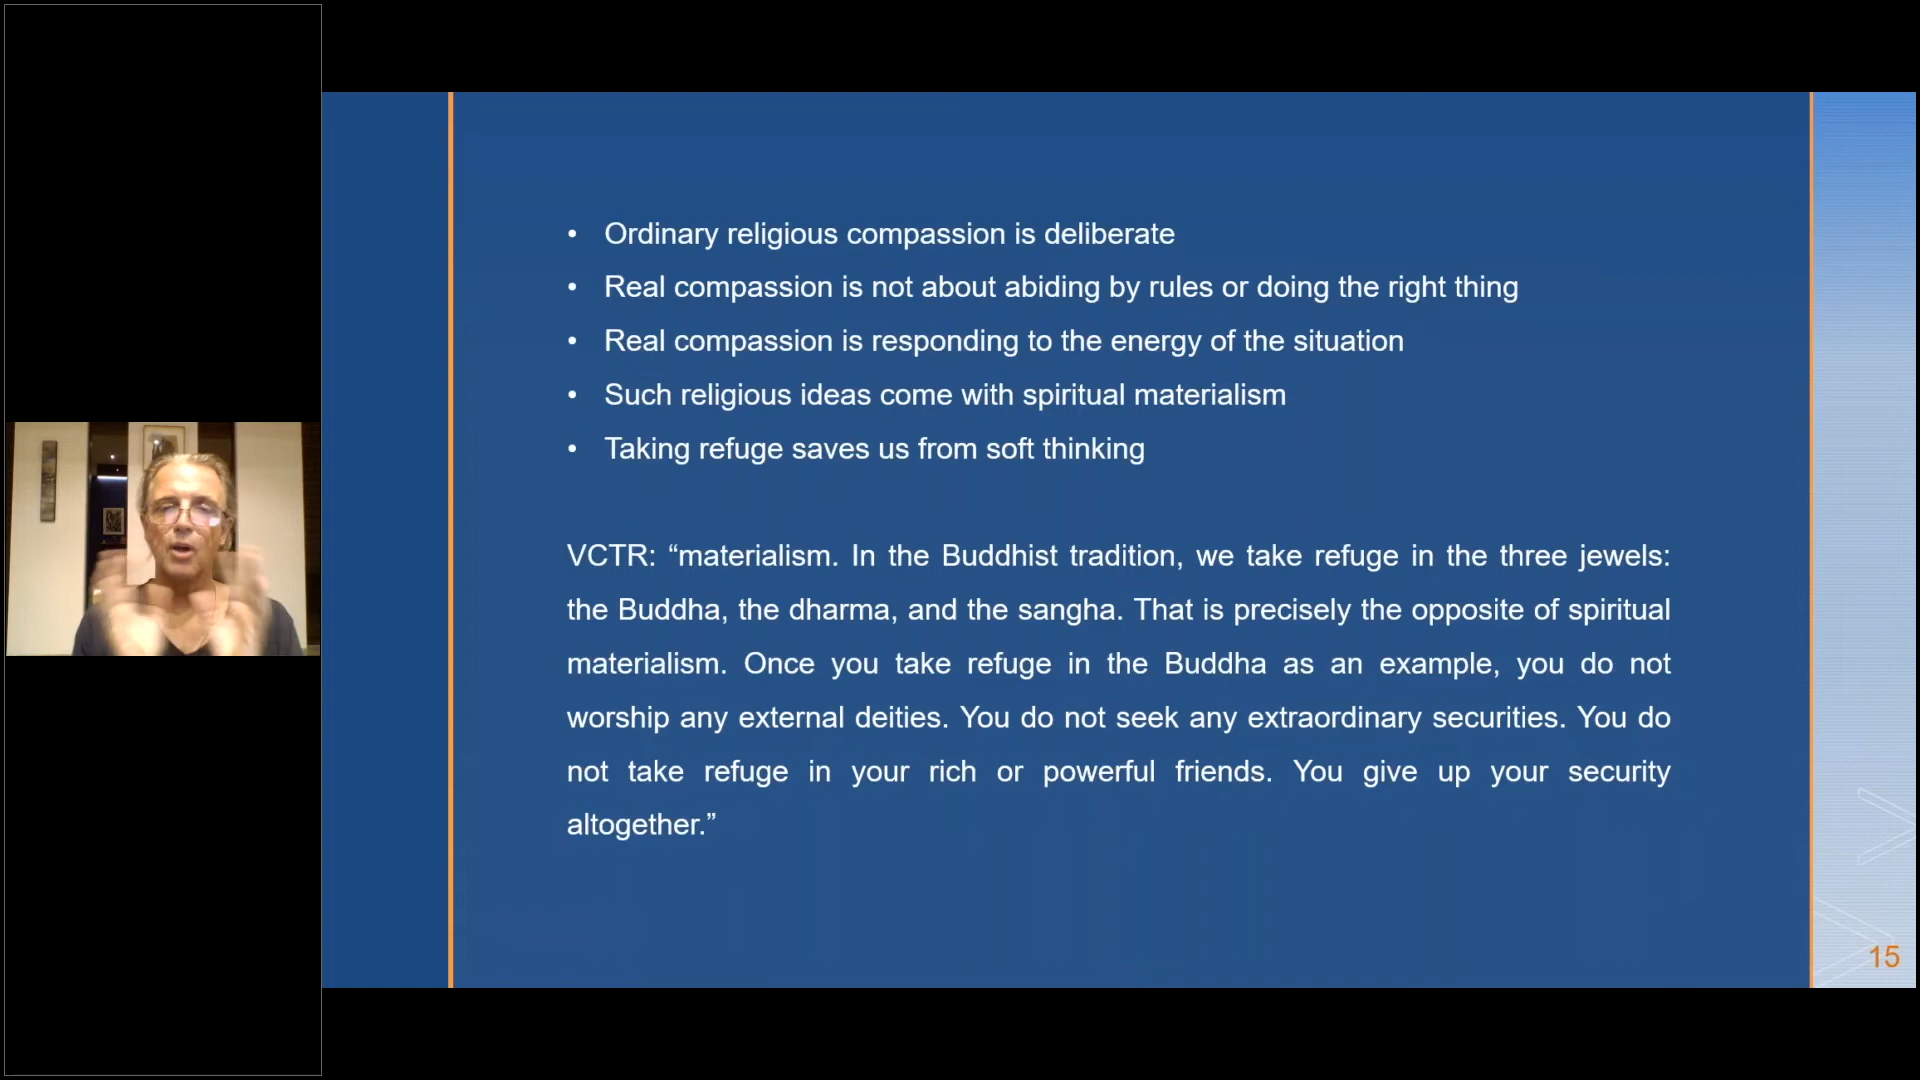 • Ordinary religious compassion is deliberate
• Real compassion is not about abiding by rules or doing the right thing
• Real compassion is responding to the energy of the situation
• Such religious ideas come with spiritual materialism
• Taking refuge saves us from soft thinking
VCTR: “materialism. In the Buddhist tradition, we take refuge in the three jewels:
the Buddha, the dharma, and the sangha. That is precisely the opposite of spiritual
materialism. Once you take refuge in the Buddha as an example, you do not
worship any external deities. You do not seek any extraordinary securities. You do
not take refuge in your rich or powerful friends. You give up your security
altogether.”
15